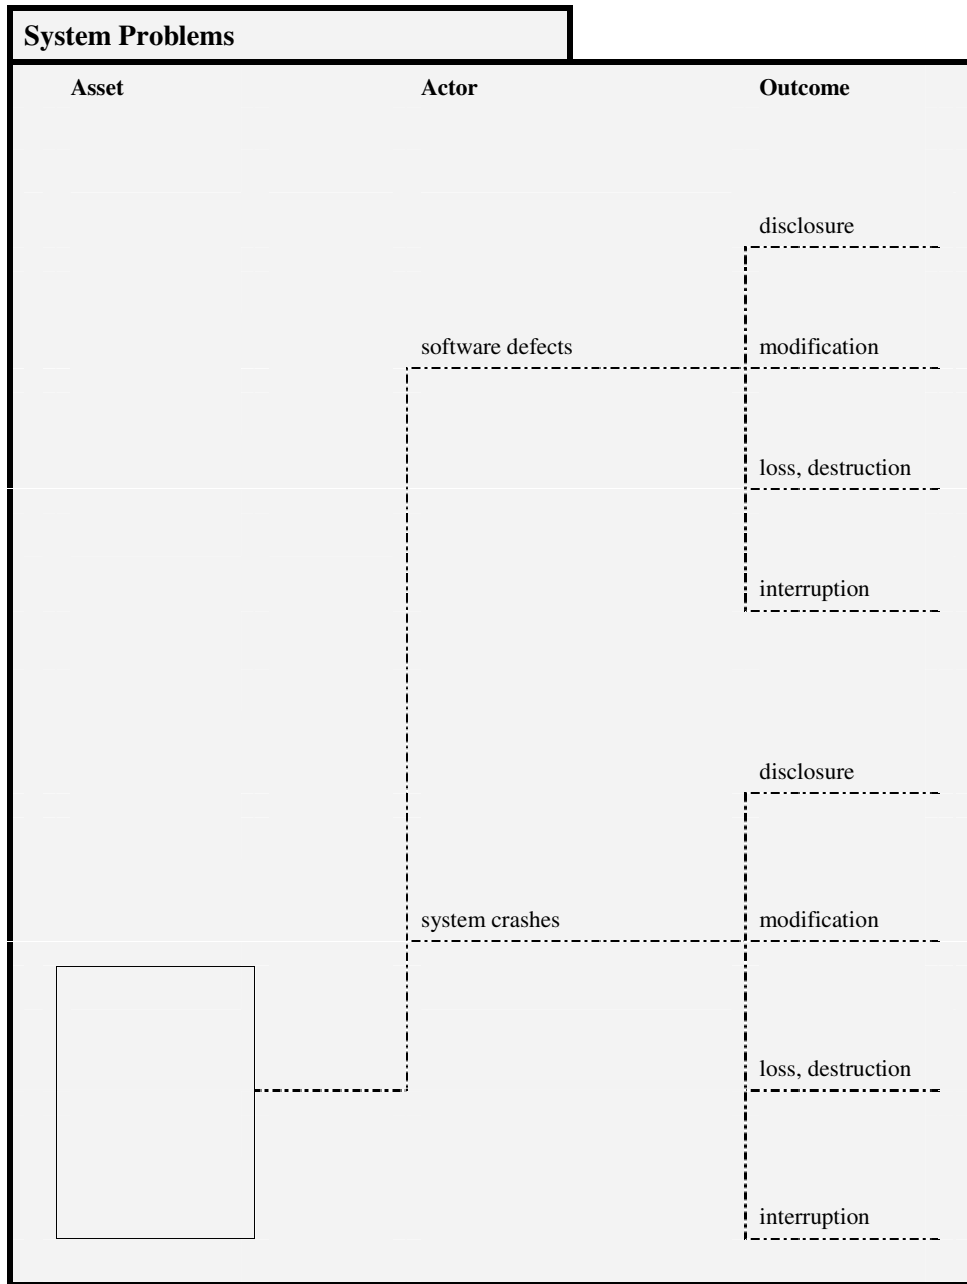 System Problems
Asset Actor Outcome
disclosure
software defects modification
loss, destruction
interruption
disclosure
system crashes modification
loss, destruction
interruption